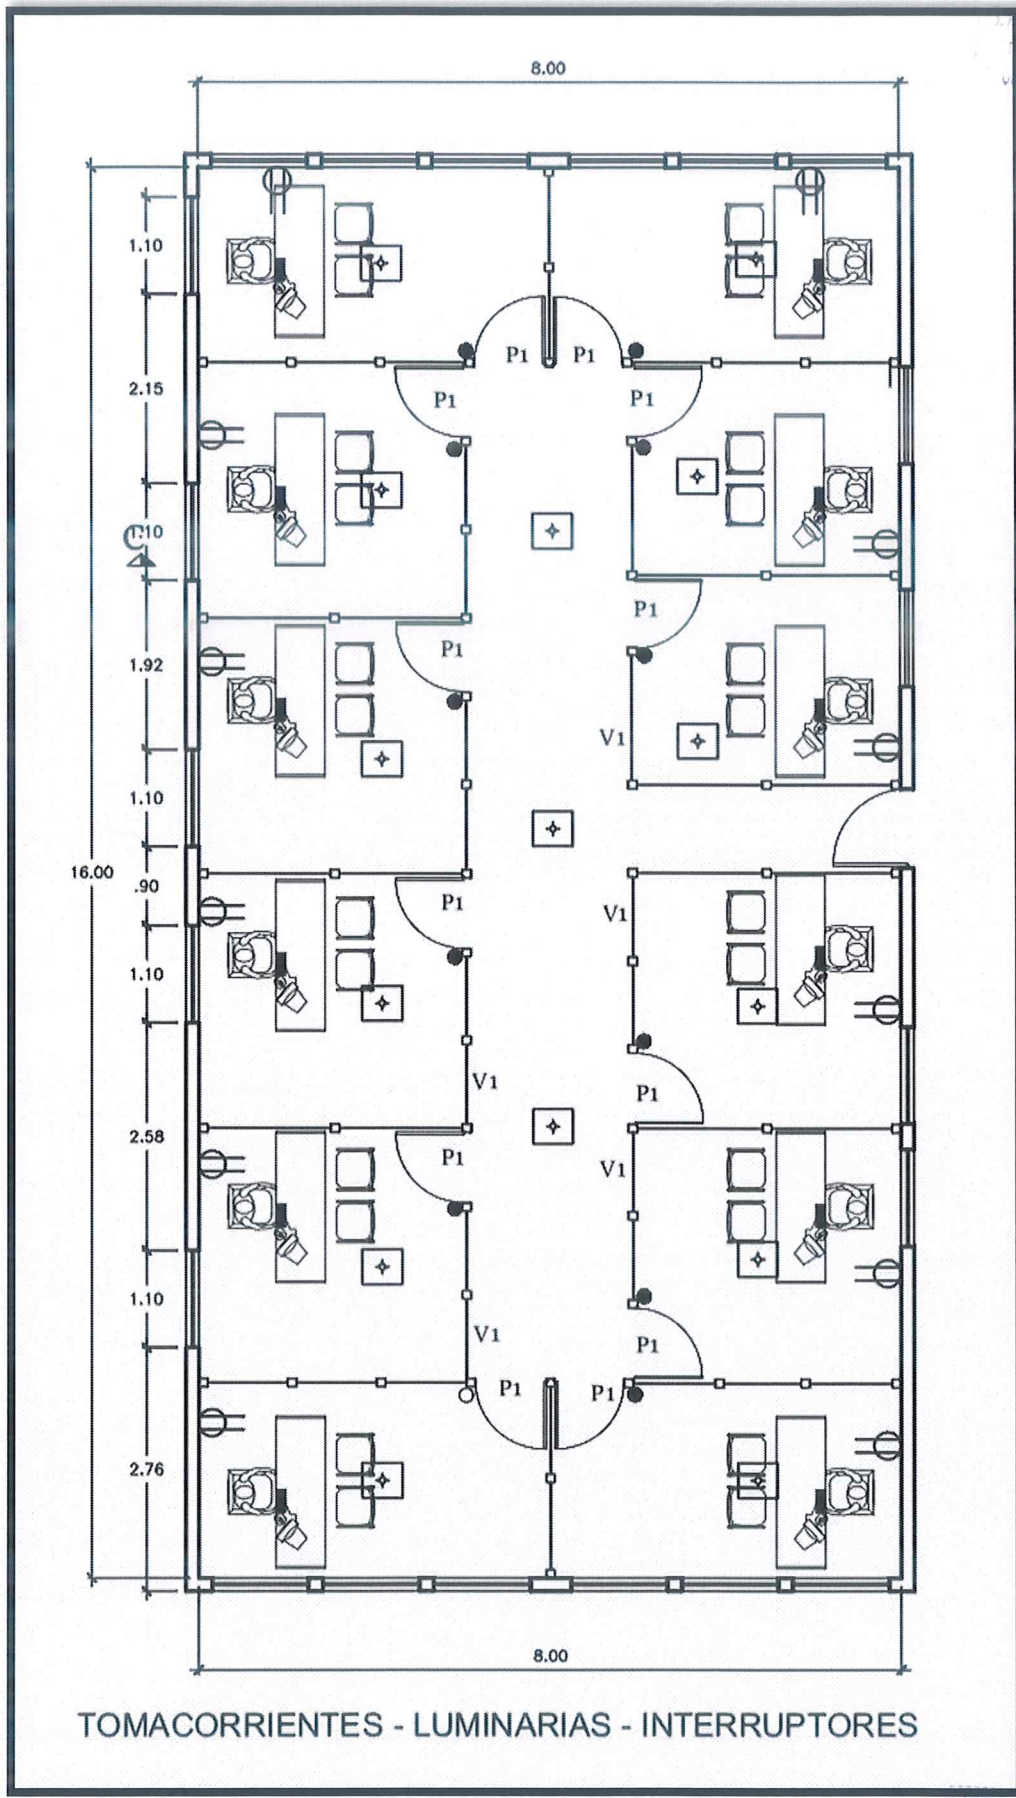 8.00
1.10
P1 P1
2.15
P1 P1
1.10
P1
P1
1.92
V1
1.10
16.00
.90
P1
V1
1.10
V1
P1
2.58
P1
V1
1.10
V1
P1
P1 P1
2.76
8.00
TOMACORRIENTES - LUMINARIAS - INTERRUPTORES